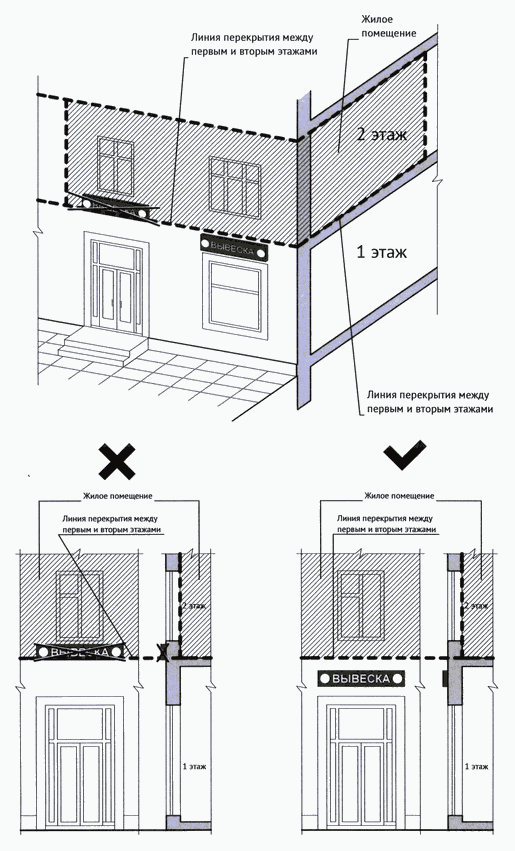 Жилое
помещение
Линия перекрытия между
первым и вторым этажами
2 этаж
ВЫВЕСКА
ВЫВЕСКА
1 этаж
Линия перекрытия между
первым и вторым этажами
Жилое помещение
Линия перекрытия между
первым и вторым этажами
2 этаж
ВЫВЕСКА
1 этаж
Жилое помещение
Линия перекрытия между
первым и вторым этажами
2 этаж
ВЫВЕСКА
1 этаж